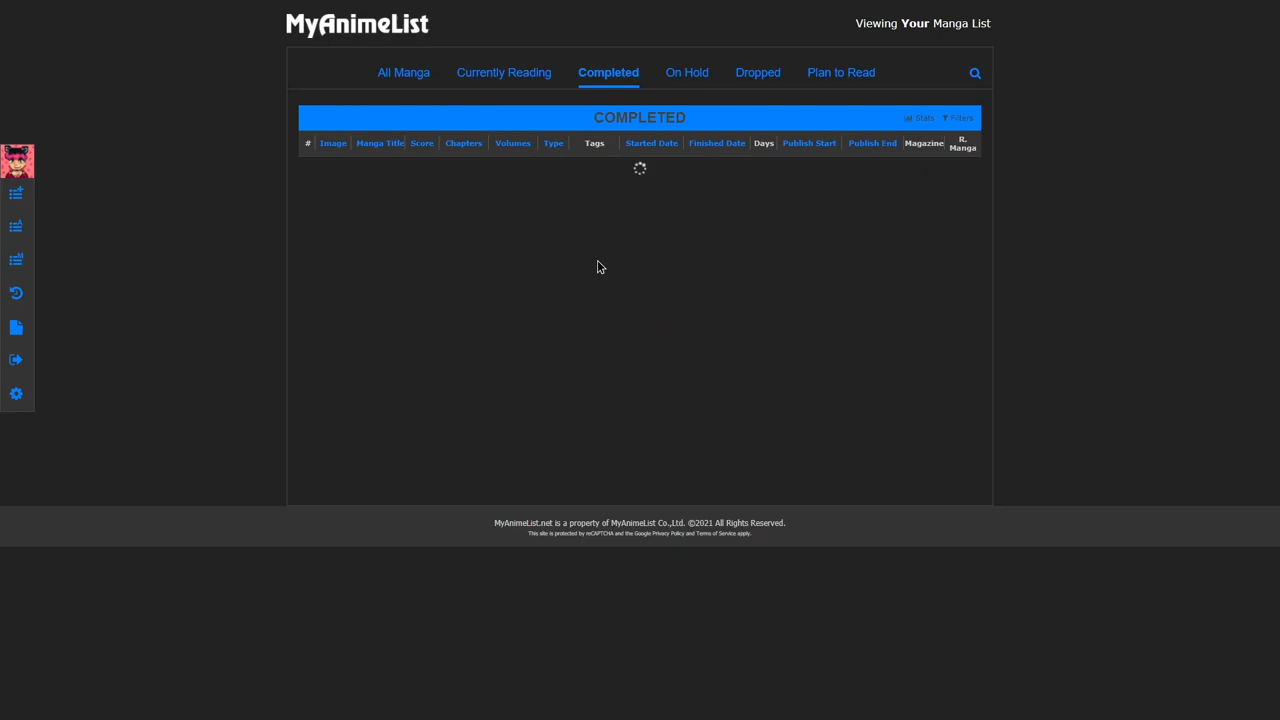 MyAnimeList
Viewing Your Manga List
All Manga Currently Reading Completed On Hold Dropped Plan to Read
COMPLETED
Stats Filters
# Image Manga Title Score Chapters Volumes Type Tags Started Date Finished Date Days Publish Start Publish End Magazine R. Manga
MyAnimeList.net is a property of MyAnimeList Co.,Ltd. ©2021 All Rights Reserved.
This site is protected by reCAPTCHA and the Google Privacy Policy and Terms of Service apply.